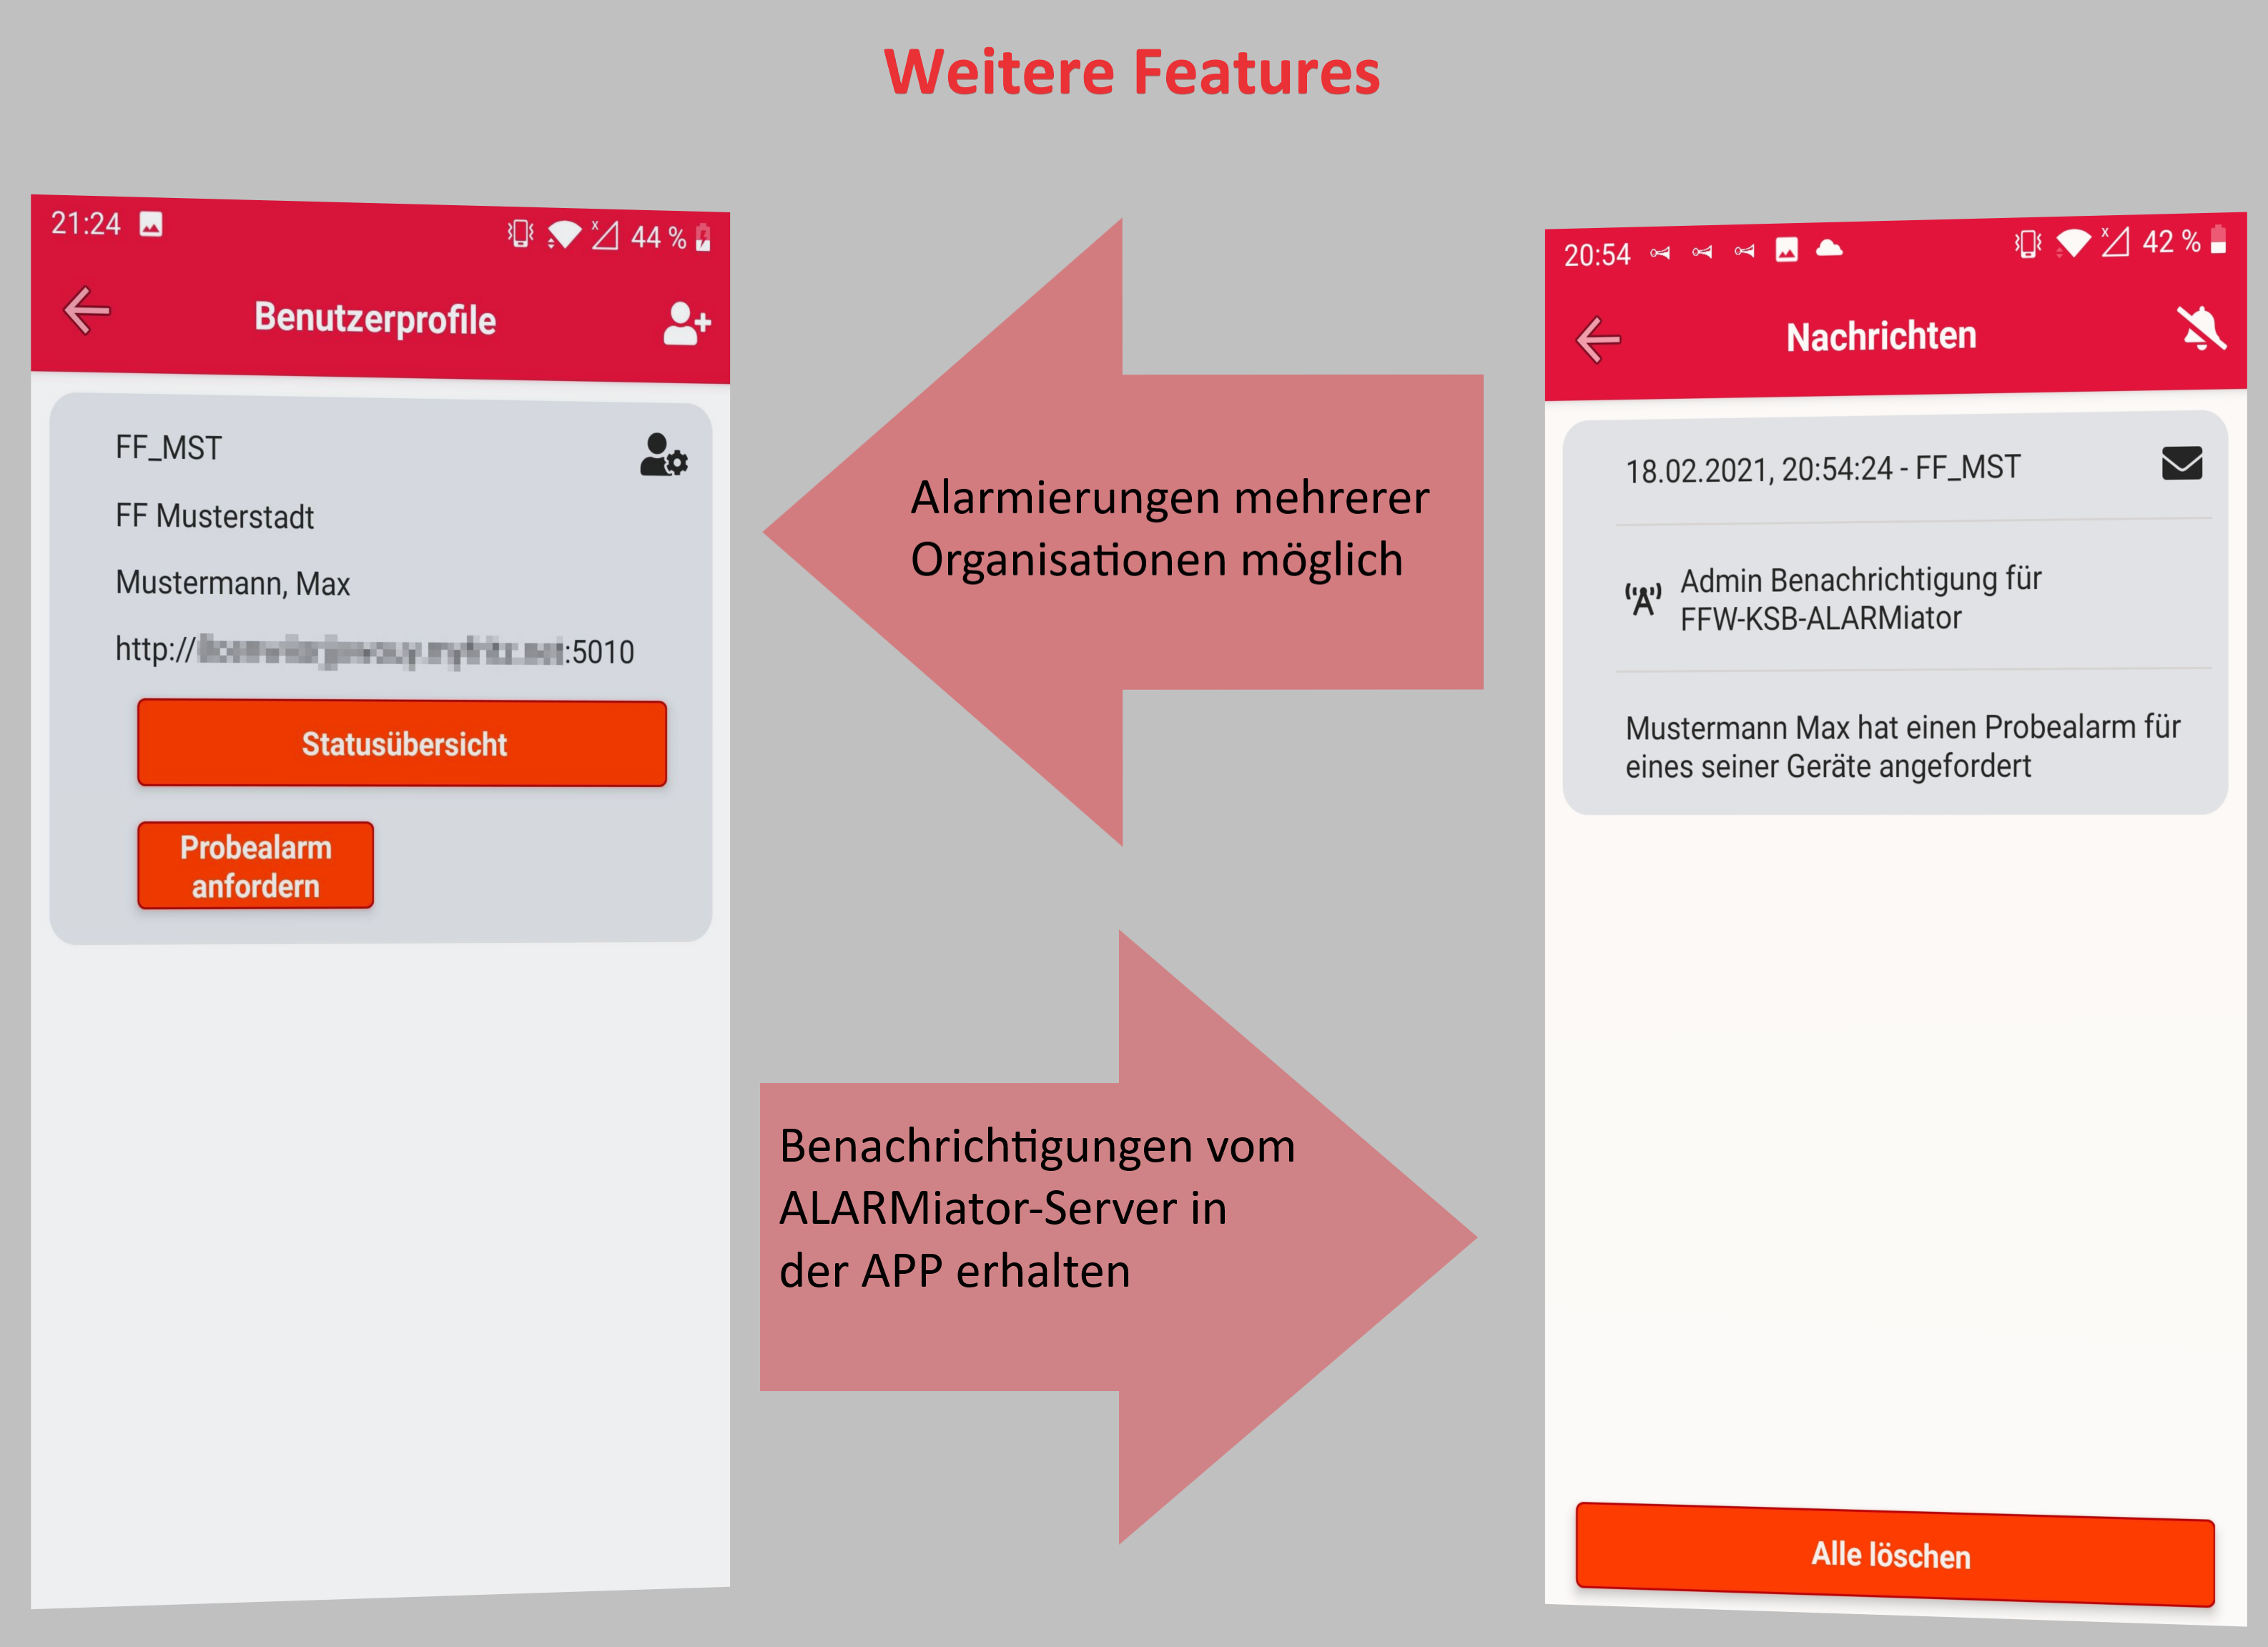 Weitere Features
21:24
44 %
Benutzerprofile
FF_MST
FF Musterstadt
Mustermann, Max
http:// :5010
Statusübersicht
Probealarm
anfordern
Alarmierungen mehrerer
Organisationen möglich
Benachrichtigungen vom
ALARMiator-Server in
der APP erhalten
20:54
42 %
Nachrichten
18.02.2021, 20:54:24 - FF_MST
Admin Benachrichtigung für
FFW-KSB-ALARMiator
Mustermann Max hat einen Probealarm für
eines seiner Geräte angefordert
Alle löschen